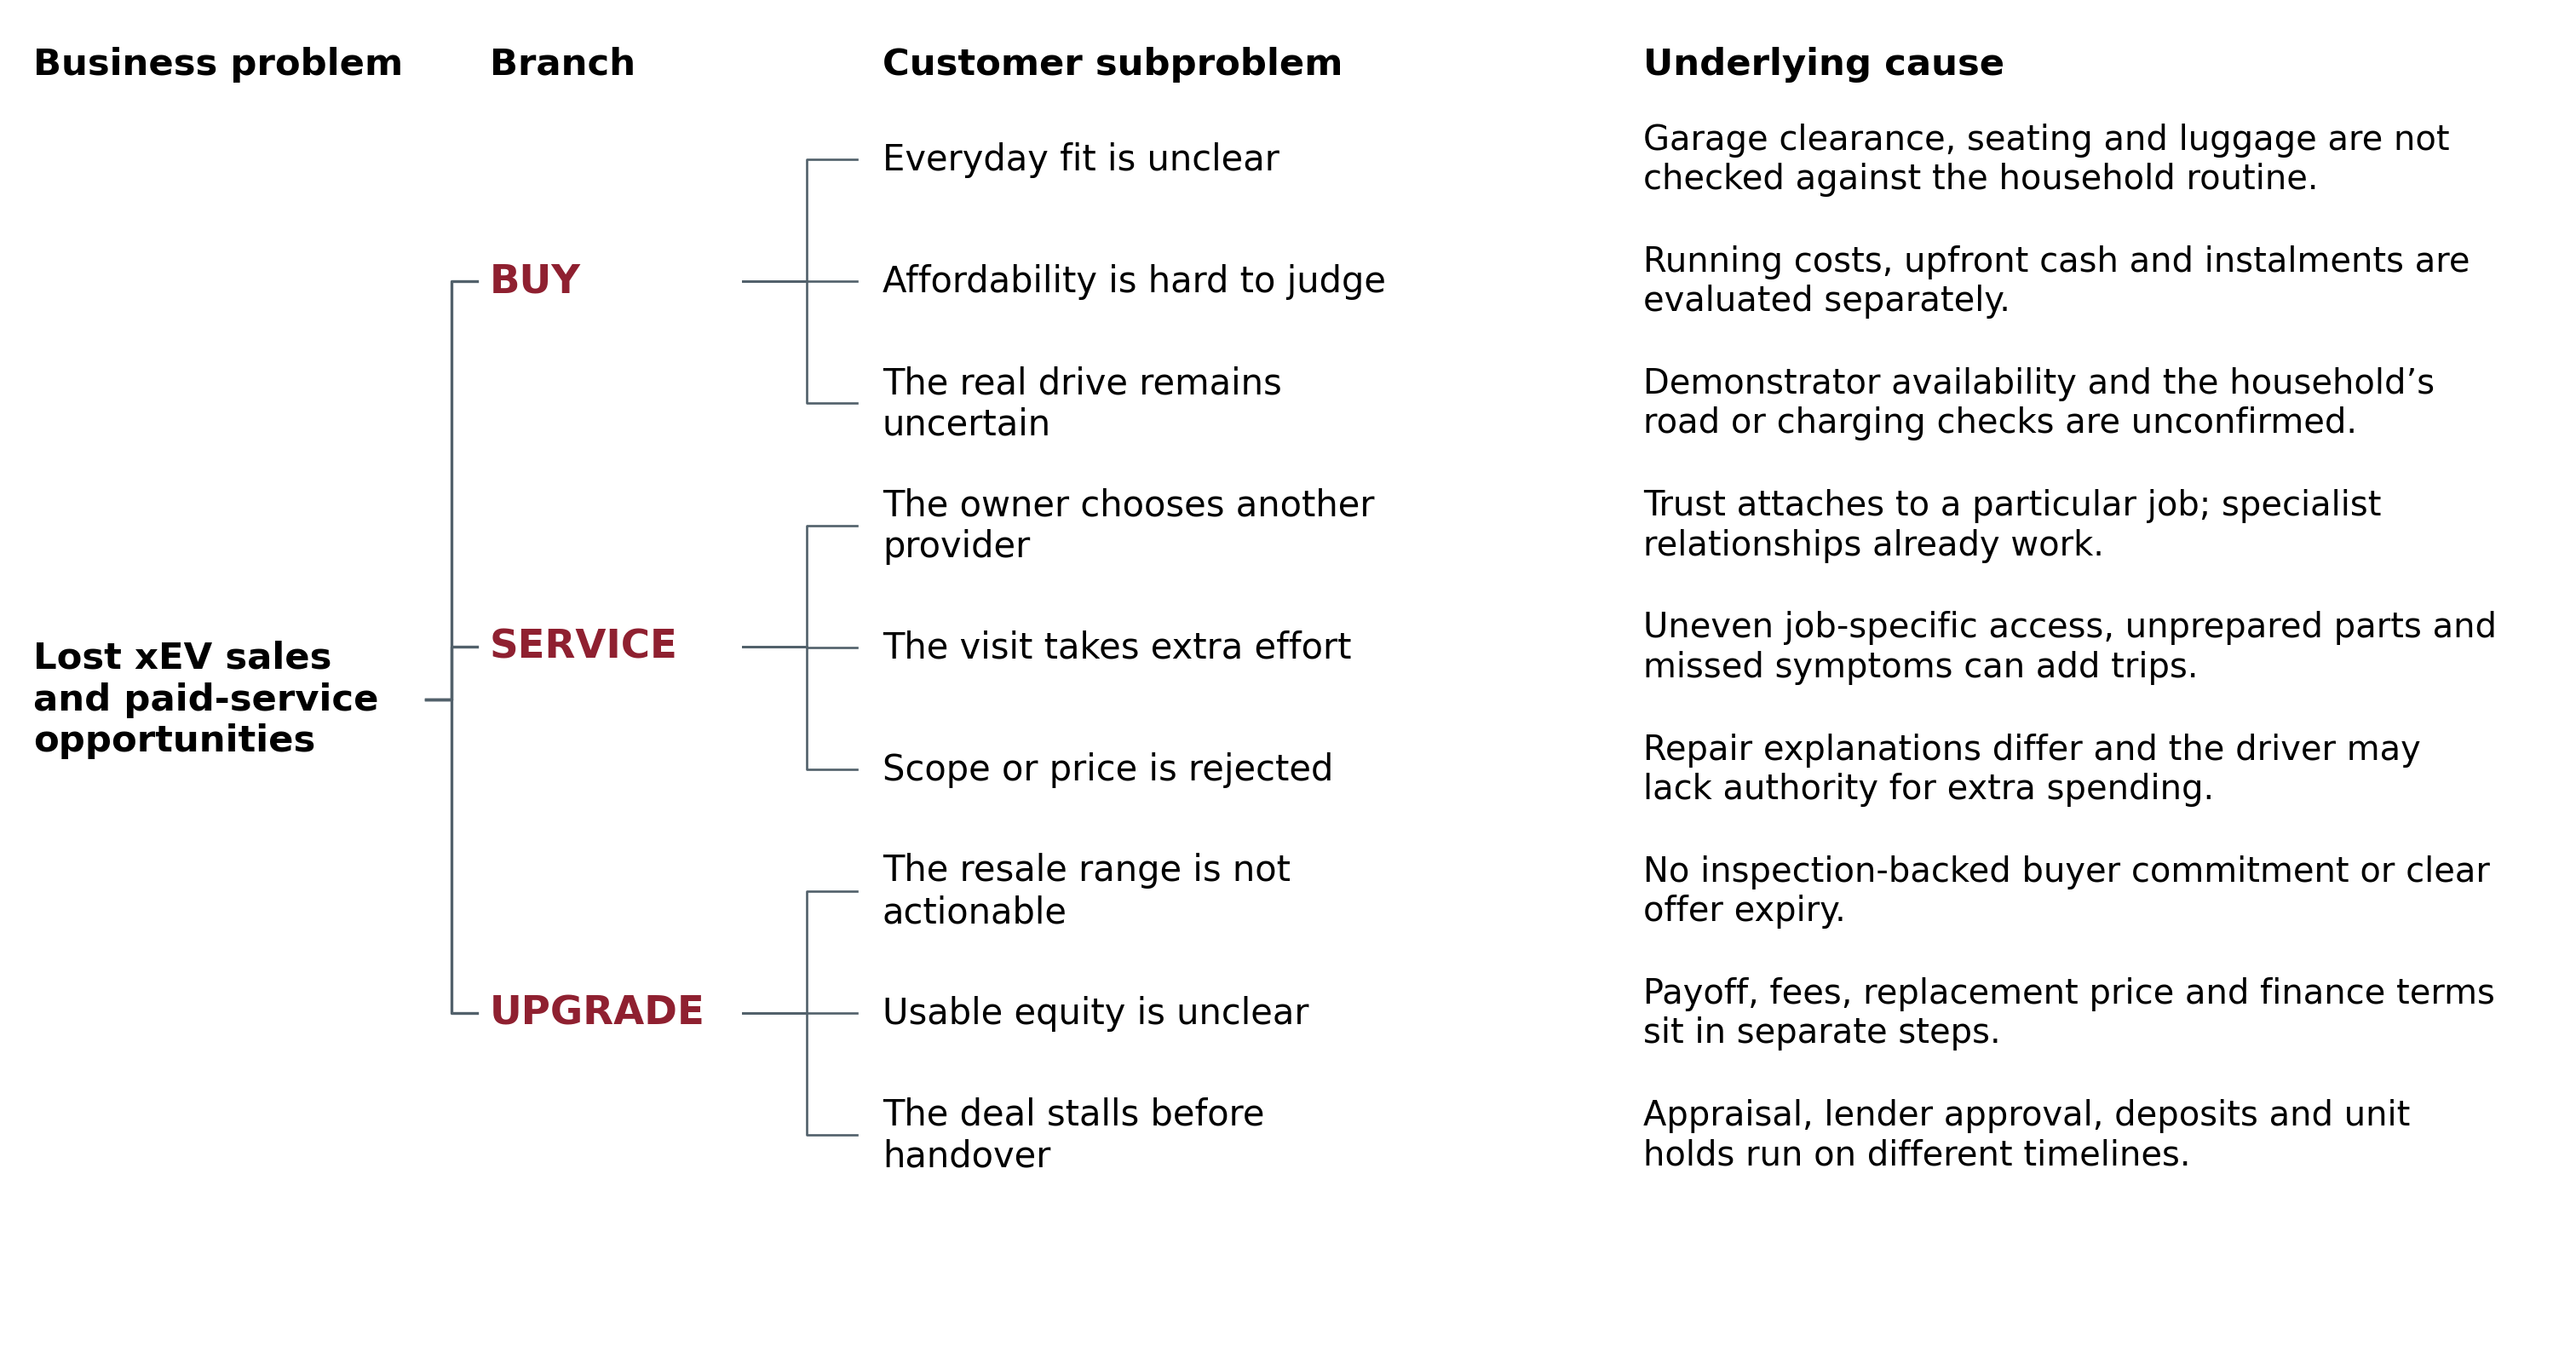 Business problem
Branch
Customer subproblem
Underlying cause
Lost xEV sales
and paid-service
opportunities
BUY
Everyday fit is unclear
Garage clearance, seating and luggage are not
checked against the household routine.
Affordability is hard to judge
Running costs, upfront cash and instalments are
evaluated separately.
The real drive remains
uncertain
Demonstrator availability and the household’s
road or charging checks are unconfirmed.
SERVICE
The owner chooses another
provider
Trust attaches to a particular job; specialist
relationships already work.
The visit takes extra effort
Uneven job-specific access, unprepared parts and
missed symptoms can add trips.
Scope or price is rejected
Repair explanations differ and the driver may
lack authority for extra spending.
UPGRADE
The resale range is not
actionable
No inspection-backed buyer commitment or clear
offer expiry.
Usable equity is unclear
Payoff, fees, replacement price and finance terms
sit in separate steps.
The deal stalls before
handover
Appraisal, lender approval, deposits and unit
holds run on different timelines.